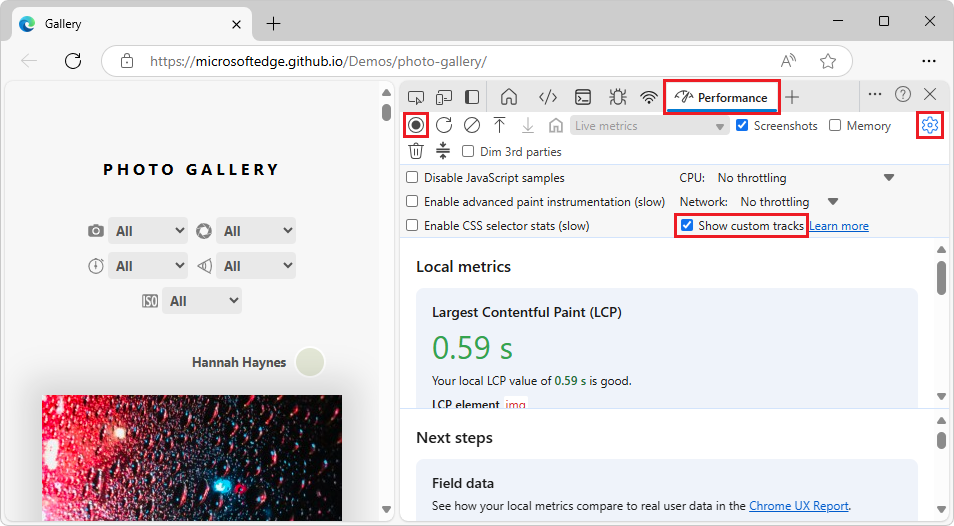 Gallery
https://microsoftedge.github.io/Demos/photo-gallery/
Performance
Live metrics
Screenshots
Memory
Dim 3rd parties
Disable JavaScript samples
CPU: No throttling
Enable advanced paint instrumentation (slow)
Network: No throttling
Enable CSS selector stats (slow)
Show custom tracks
Learn more
PHOTO GALLERY
All
All
All
All
ISO
All
Hannah Haynes
Local metrics
Largest Contentful Paint (LCP)
0.59 s
Your local LCP value of 0.59 s is good.
LCP element img
Next steps
Field data
See how your local metrics compare to real user data in the Chrome UX Report.